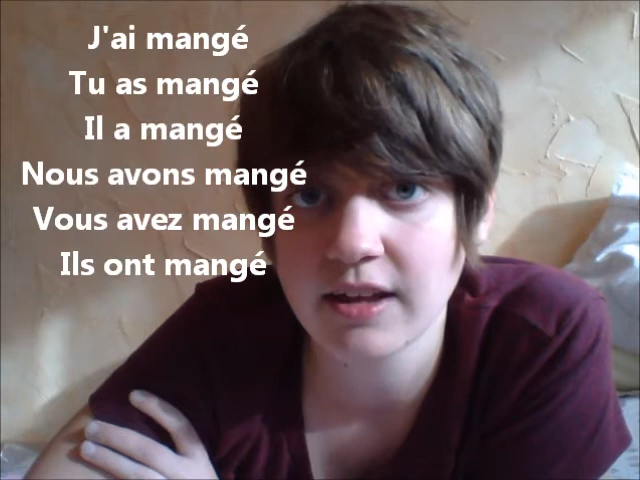 J'ai mangé
Tu as mangé
Il a mangé
Nous avons mangé
Vous avez mangé
Ils ont mangé